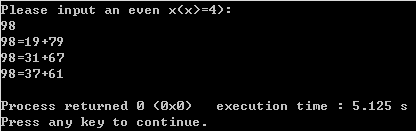 Please input an even x(x>=4):
98
98=19+79
98=31+67
98=37+61
Process returned 0 (0x0)   execution time : 5.125 s
Press any key to continue.